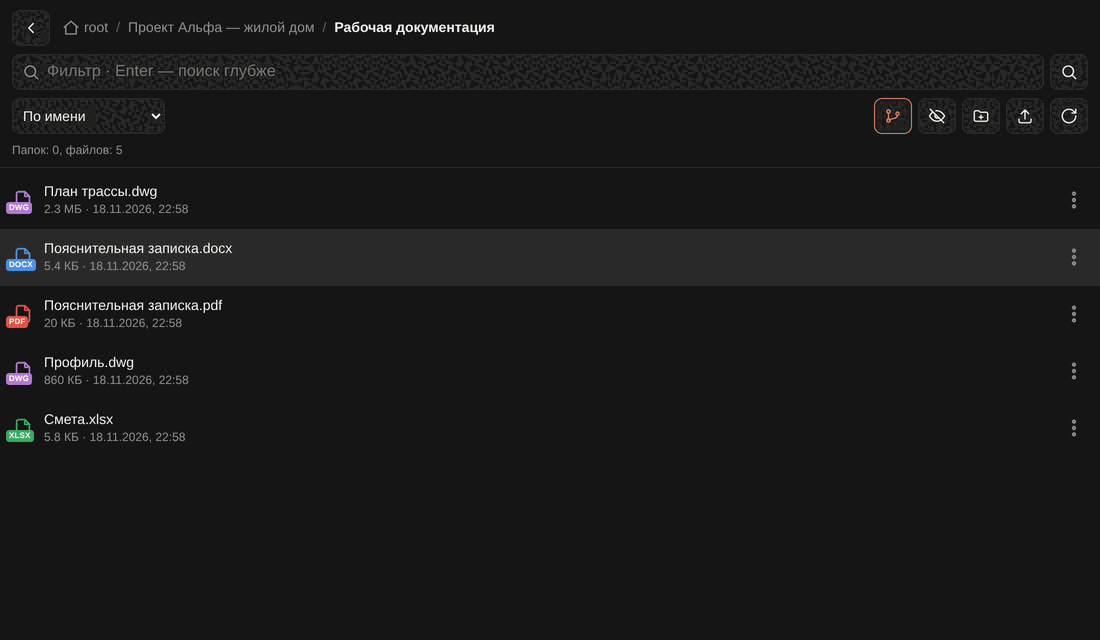 root / Проект Альфа — жилой дом / Рабочая документация
Фильтр · Enter — поиск глубже
По имени
Папок: 0, файлов: 5
План трассы.dwg
DWG
2.3 МБ · 18.11.2026, 22:58
Пояснительная записка.docx
DOCX
5.4 КБ · 18.11.2026, 22:58
Пояснительная записка.pdf
PDF
20 КБ · 18.11.2026, 22:58
Профиль.dwg
DWG
860 КБ · 18.11.2026, 22:58
Смета.xlsx
XLSX
5.8 КБ · 18.11.2026, 22:58